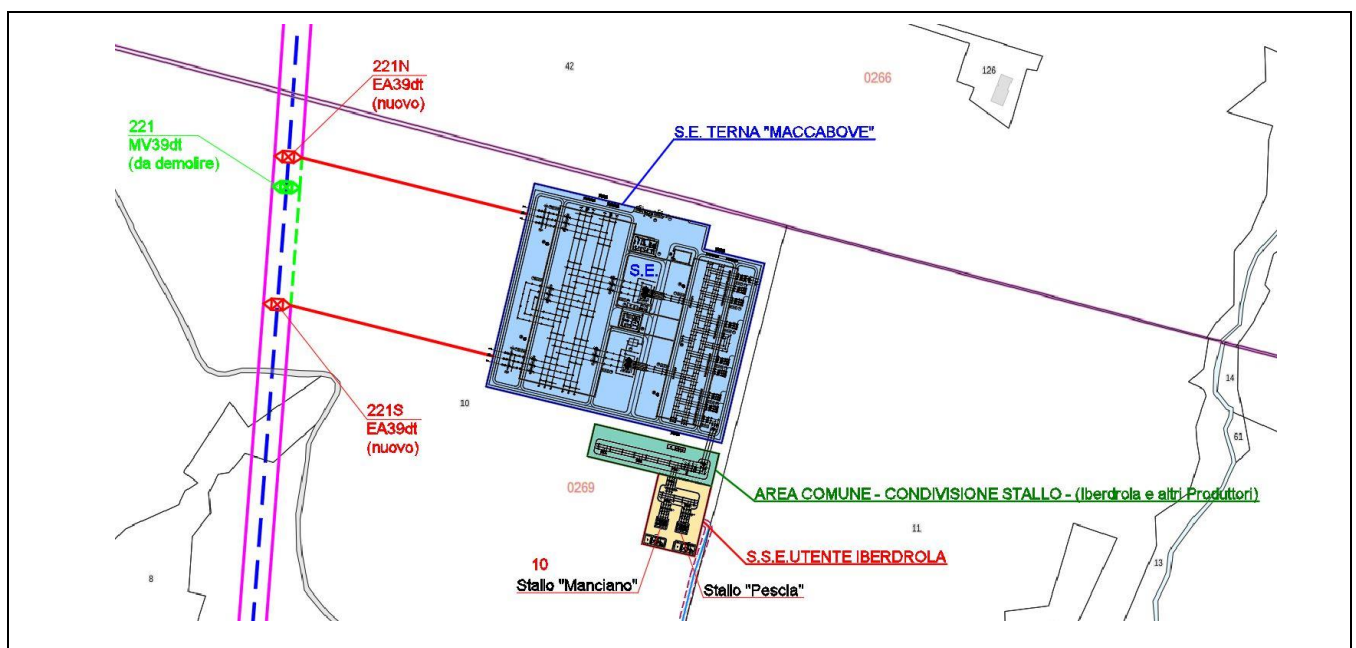 42
0266
126
221N
EA39dt
(nuovo)
221
MV39dt
(da demolire)
S.E. TERNA "MACCABOVE"
S.E.
14
10
221S
EA39dt
(nuovo)
61
0269
AREA COMUNE - CONDIVISIONE STALLO - (Iberdrola e altri Produttori)
11
S.S.E.UTENTE IBERDROLA
10
Stallo "Manciano"
Stallo "Pescia"
13
8